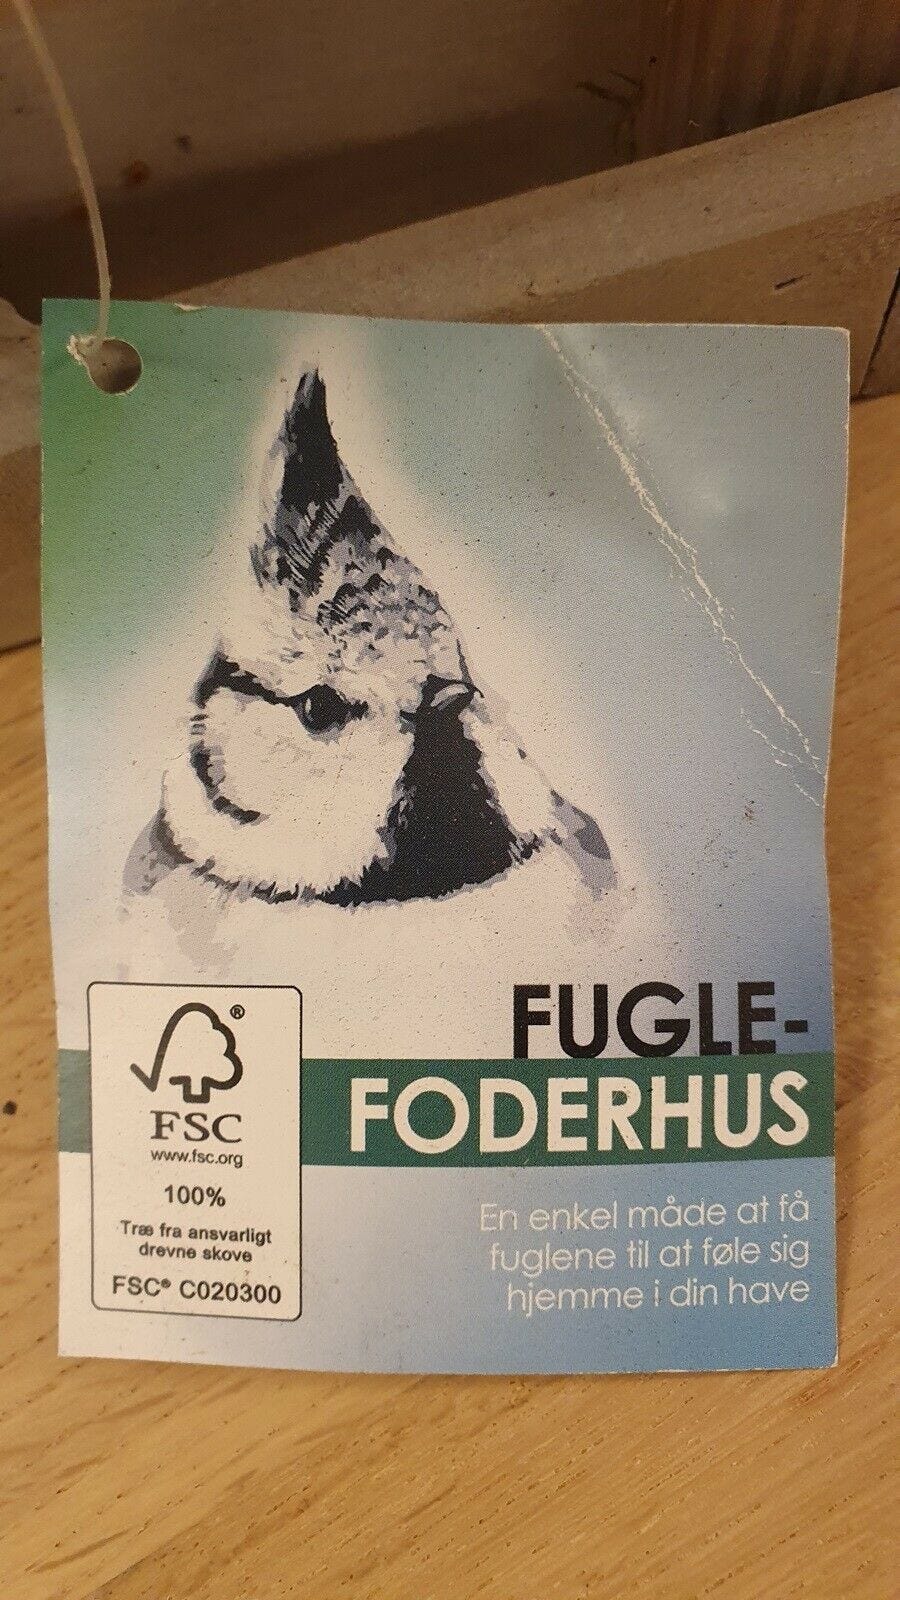 FUGLE-
FODERHUS
En enkel måde at få
fuglene til at føle sig
hjemme i din have
®
FSC
www.fsc.org
100%
Træ fra ansvarligt
drevne skove
FSC® C020300